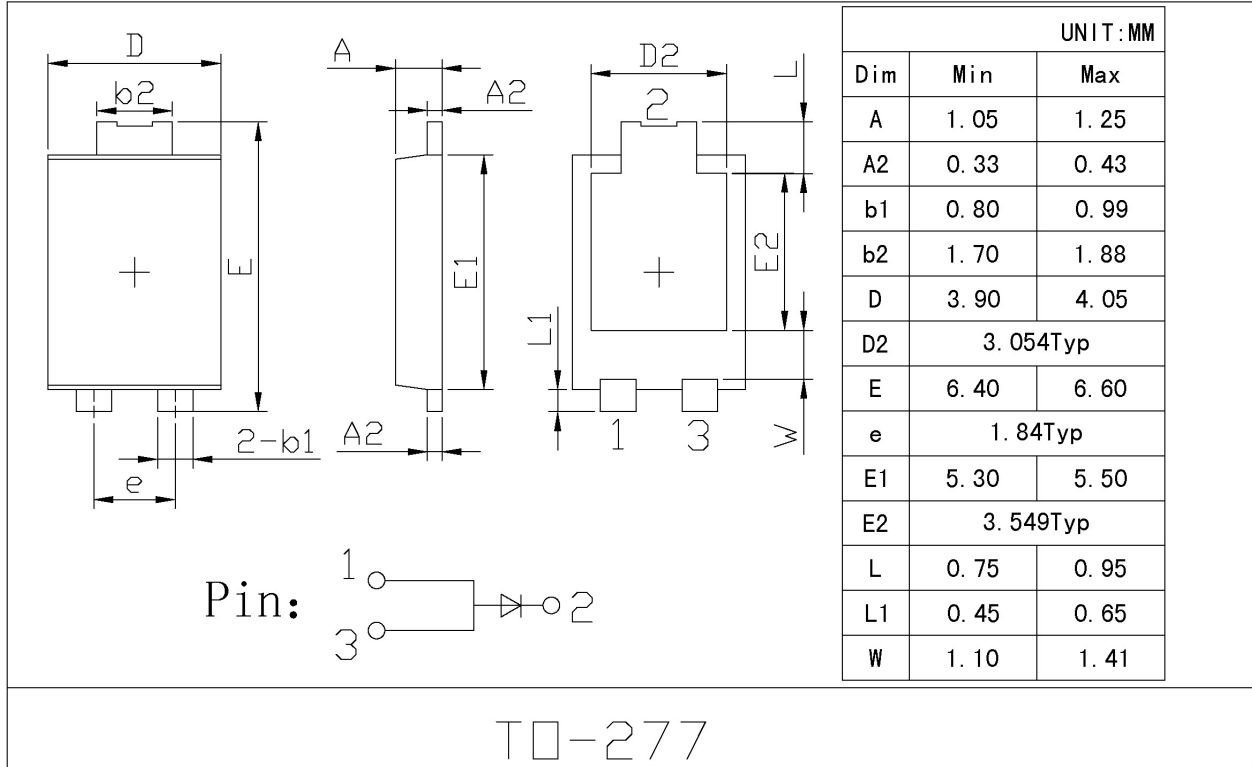 D
b2
E
2-b1
e
A
A2
E1
L1
A2
D2
2
L
E2
W
1 3
Pin:
1
3
2
UNIT:MM
Dim Min Max
A 1.05 1.25
A2 0.33 0.43
b1 0.80 0.99
b2 1.70 1.88
D 3.90 4.05
D2 3.054Typ
E 6.40 6.60
e 1.84Typ
E1 5.30 5.50
E2 3.549Typ
L 0.75 0.95
L1 0.45 0.65
W 1.10 1.41
TO-277